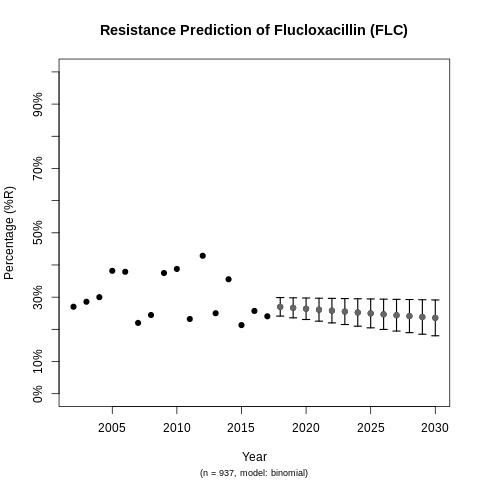 Resistance Prediction of Flucloxacillin (FLC)
Percentage (%R)
90%
70%
50%
30%
10%
0%
2005 2010 2015 2020 2025 2030
Year
(n = 937, model: binomial)